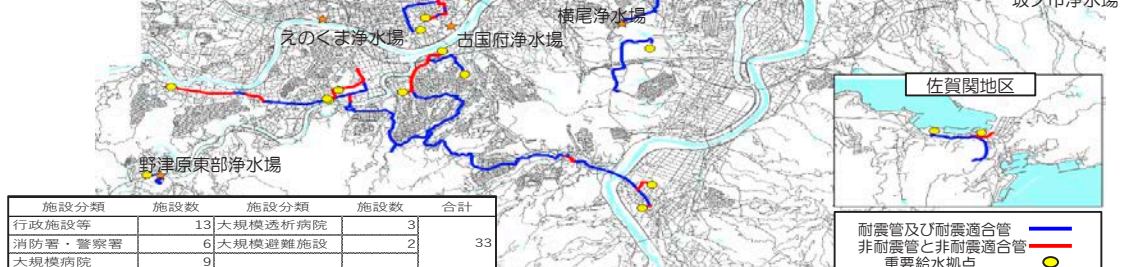 横尾浄水場
坂ノ市浄水場
えのくま浄水場
古国府浄水場
佐賀関地区
野津原東部浄水場
施設分類 施設数 施設分類 施設数 合計
行政施設等 13 大規模透析病院 3
消防署・警察署 6 大規模避難施設 2 33
大規模病院 9
耐震管及び耐震適合管
非耐震管と非耐震適合管
重要給水拠点